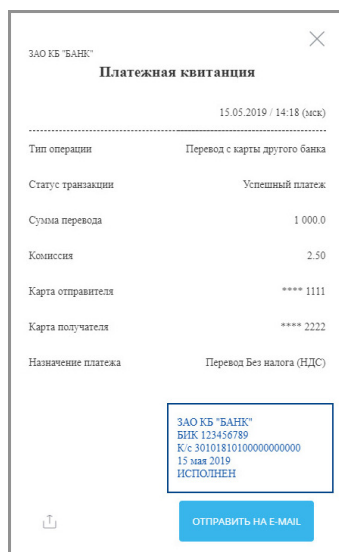 ЗАО КБ "БАНК"
Платежная квитанция
15.05.2019 / 14:18 (мск)
Тип операции Перевод с карты другого банка
Статус транзакции Успешный платеж
Сумма перевода 1 000.0
Комиссия 2.50
Карта отправителя **** 1111
Карта получателя **** 2222
Назначение платежа Перевод Без налога (НДС)
ЗАО КБ "БАНК"
БИК 123456789
К/с 30101810100000000000
15 мая 2019
ИСПОЛНЕН
ОТПРАВИТЬ НА E-MAIL